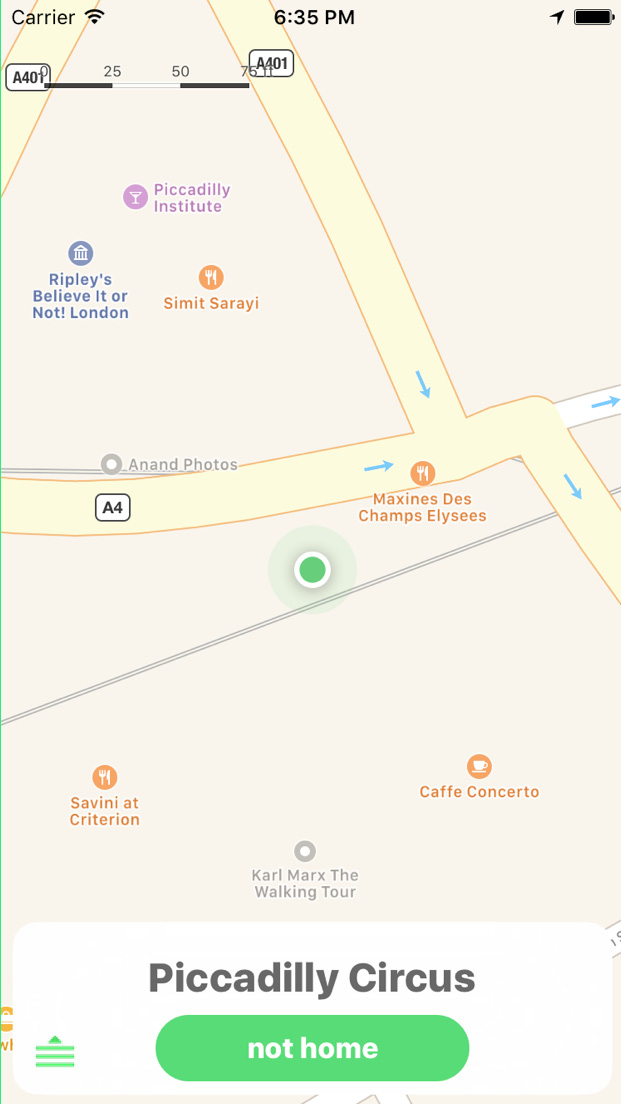 Carrier 6:35 PM
A401
0 25 50 75 ft
A401
Piccadilly
Institute
Ripley's
Believe It or
Not! London
Simit Sarayi
Anand Photos
A4
Maxines Des
Champs Elysees
Savini at
Criterion
Caffe Concerto
Karl Marx The
Walking Tour
Piccadilly Circus
not home